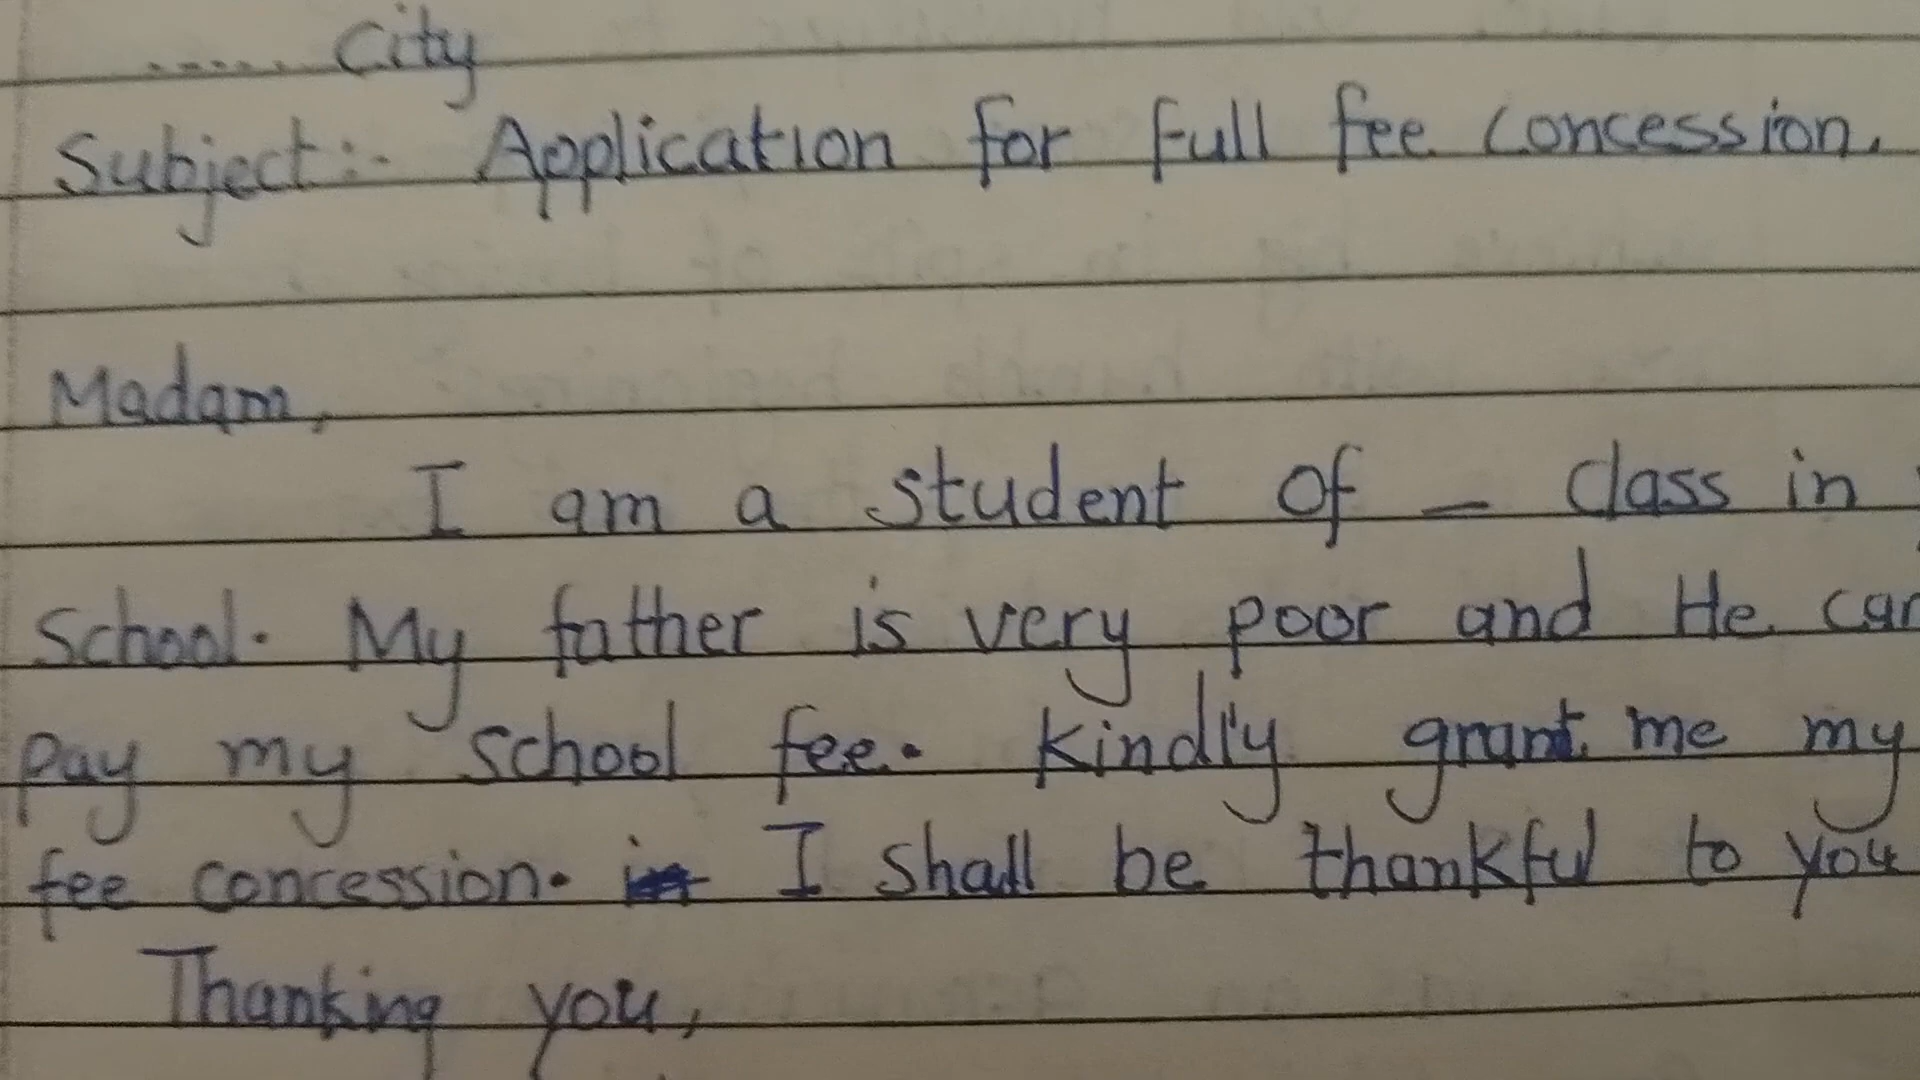 ..... City
Subject:- Application for full fee concession.
Madam,
I am a student of _ class in
School. My father is very poor and He
pay my school fee. Kindly grant me my
fee concession. I shall be thankful to you
Thanking you,